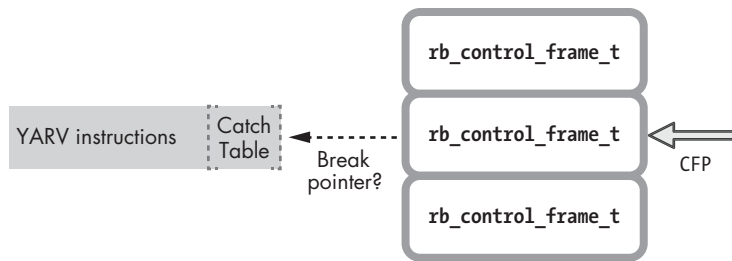 rb_control_frame_t
YARV instructions
Catch
Table
Break
pointer?
rb_control_frame_t
CFP
rb_control_frame_t